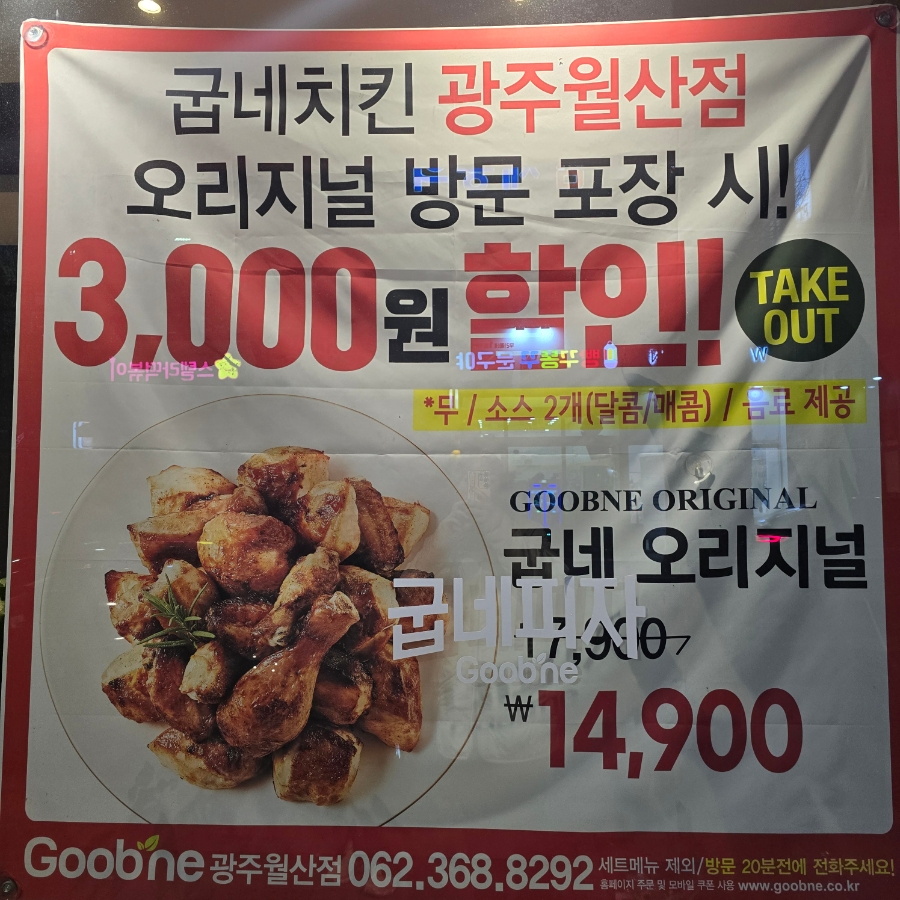 굽네치킨 광주월산점
오리지널 방문 포장 시!
3,000원 할인!
TAKE
OUT
*무 / 소스 2개(달콤/매콤) / 음료 제공
GOOBNE ORIGINAL
굽네 오리지널
17,900
굽네피자
Goobne
₩14,900
Goobne 광주월산점 062.368.8292 세트메뉴 제외/방문 20분전에 전화주세요!
홈페이지 주문 및 모바일 쿠폰 사용 www.goobne.co.kr